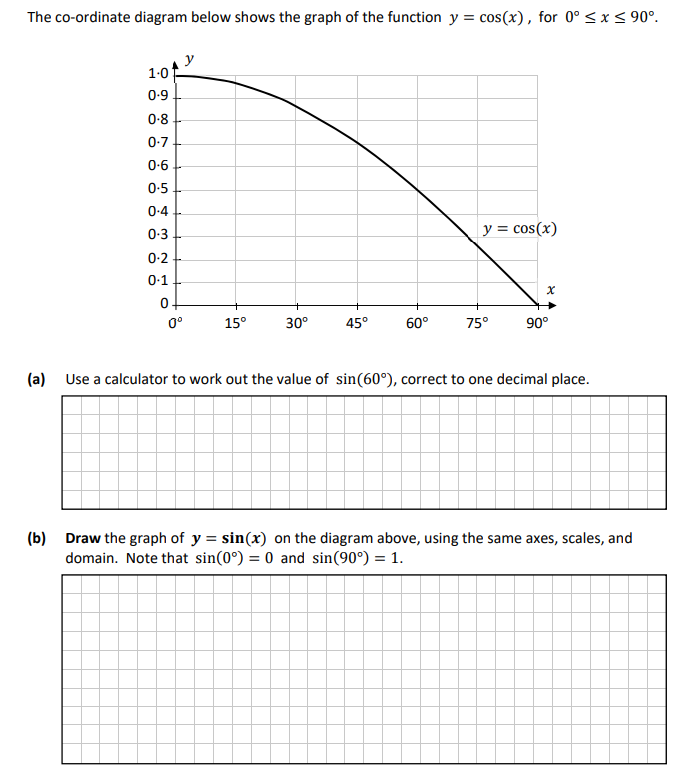 The co-ordinate diagram below shows the graph of the function y = cos(x) , for 0° ≤ x ≤ 90°.
y
1·0
0·9
0·8
0·7
0·6
0·5
0·4
y = cos(x)
0·3
0·2
0·1
x
0
0° 15° 30° 45° 60° 75° 90°
(a) Use a calculator to work out the value of sin(60°), correct to one decimal place.
(b) Draw the graph of y = sin(x) on the diagram above, using the same axes, scales, and
domain. Note that sin(0°) = 0 and sin(90°) = 1.